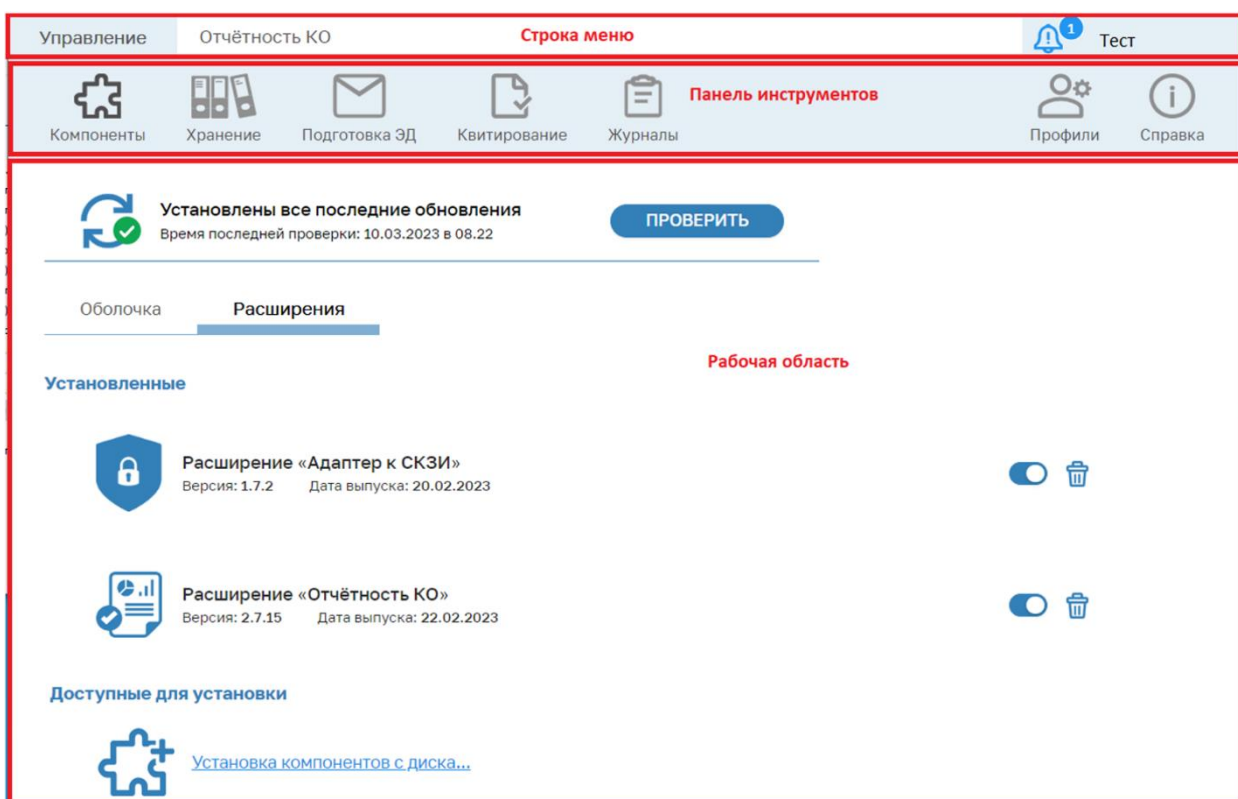 Управление Отчётность КО Строка меню 1 Тест
Панель инструментов
Компоненты Хранение Подготовка ЭД Квитирование Журналы Профили Справка
Установлены все последние обновления ПРОВЕРИТЬ
Время последней проверки: 10.03.2023 в 08.22
Оболочка Расширения
Рабочая область
Установленные
Расширение «Адаптер к СКЗИ»
Версия: 1.7.2 Дата выпуска: 20.02.2023
Расширение «Отчётность КО»
Версия: 2.7.15 Дата выпуска: 22.02.2023
Доступные для установки
Установка компонентов с диска...